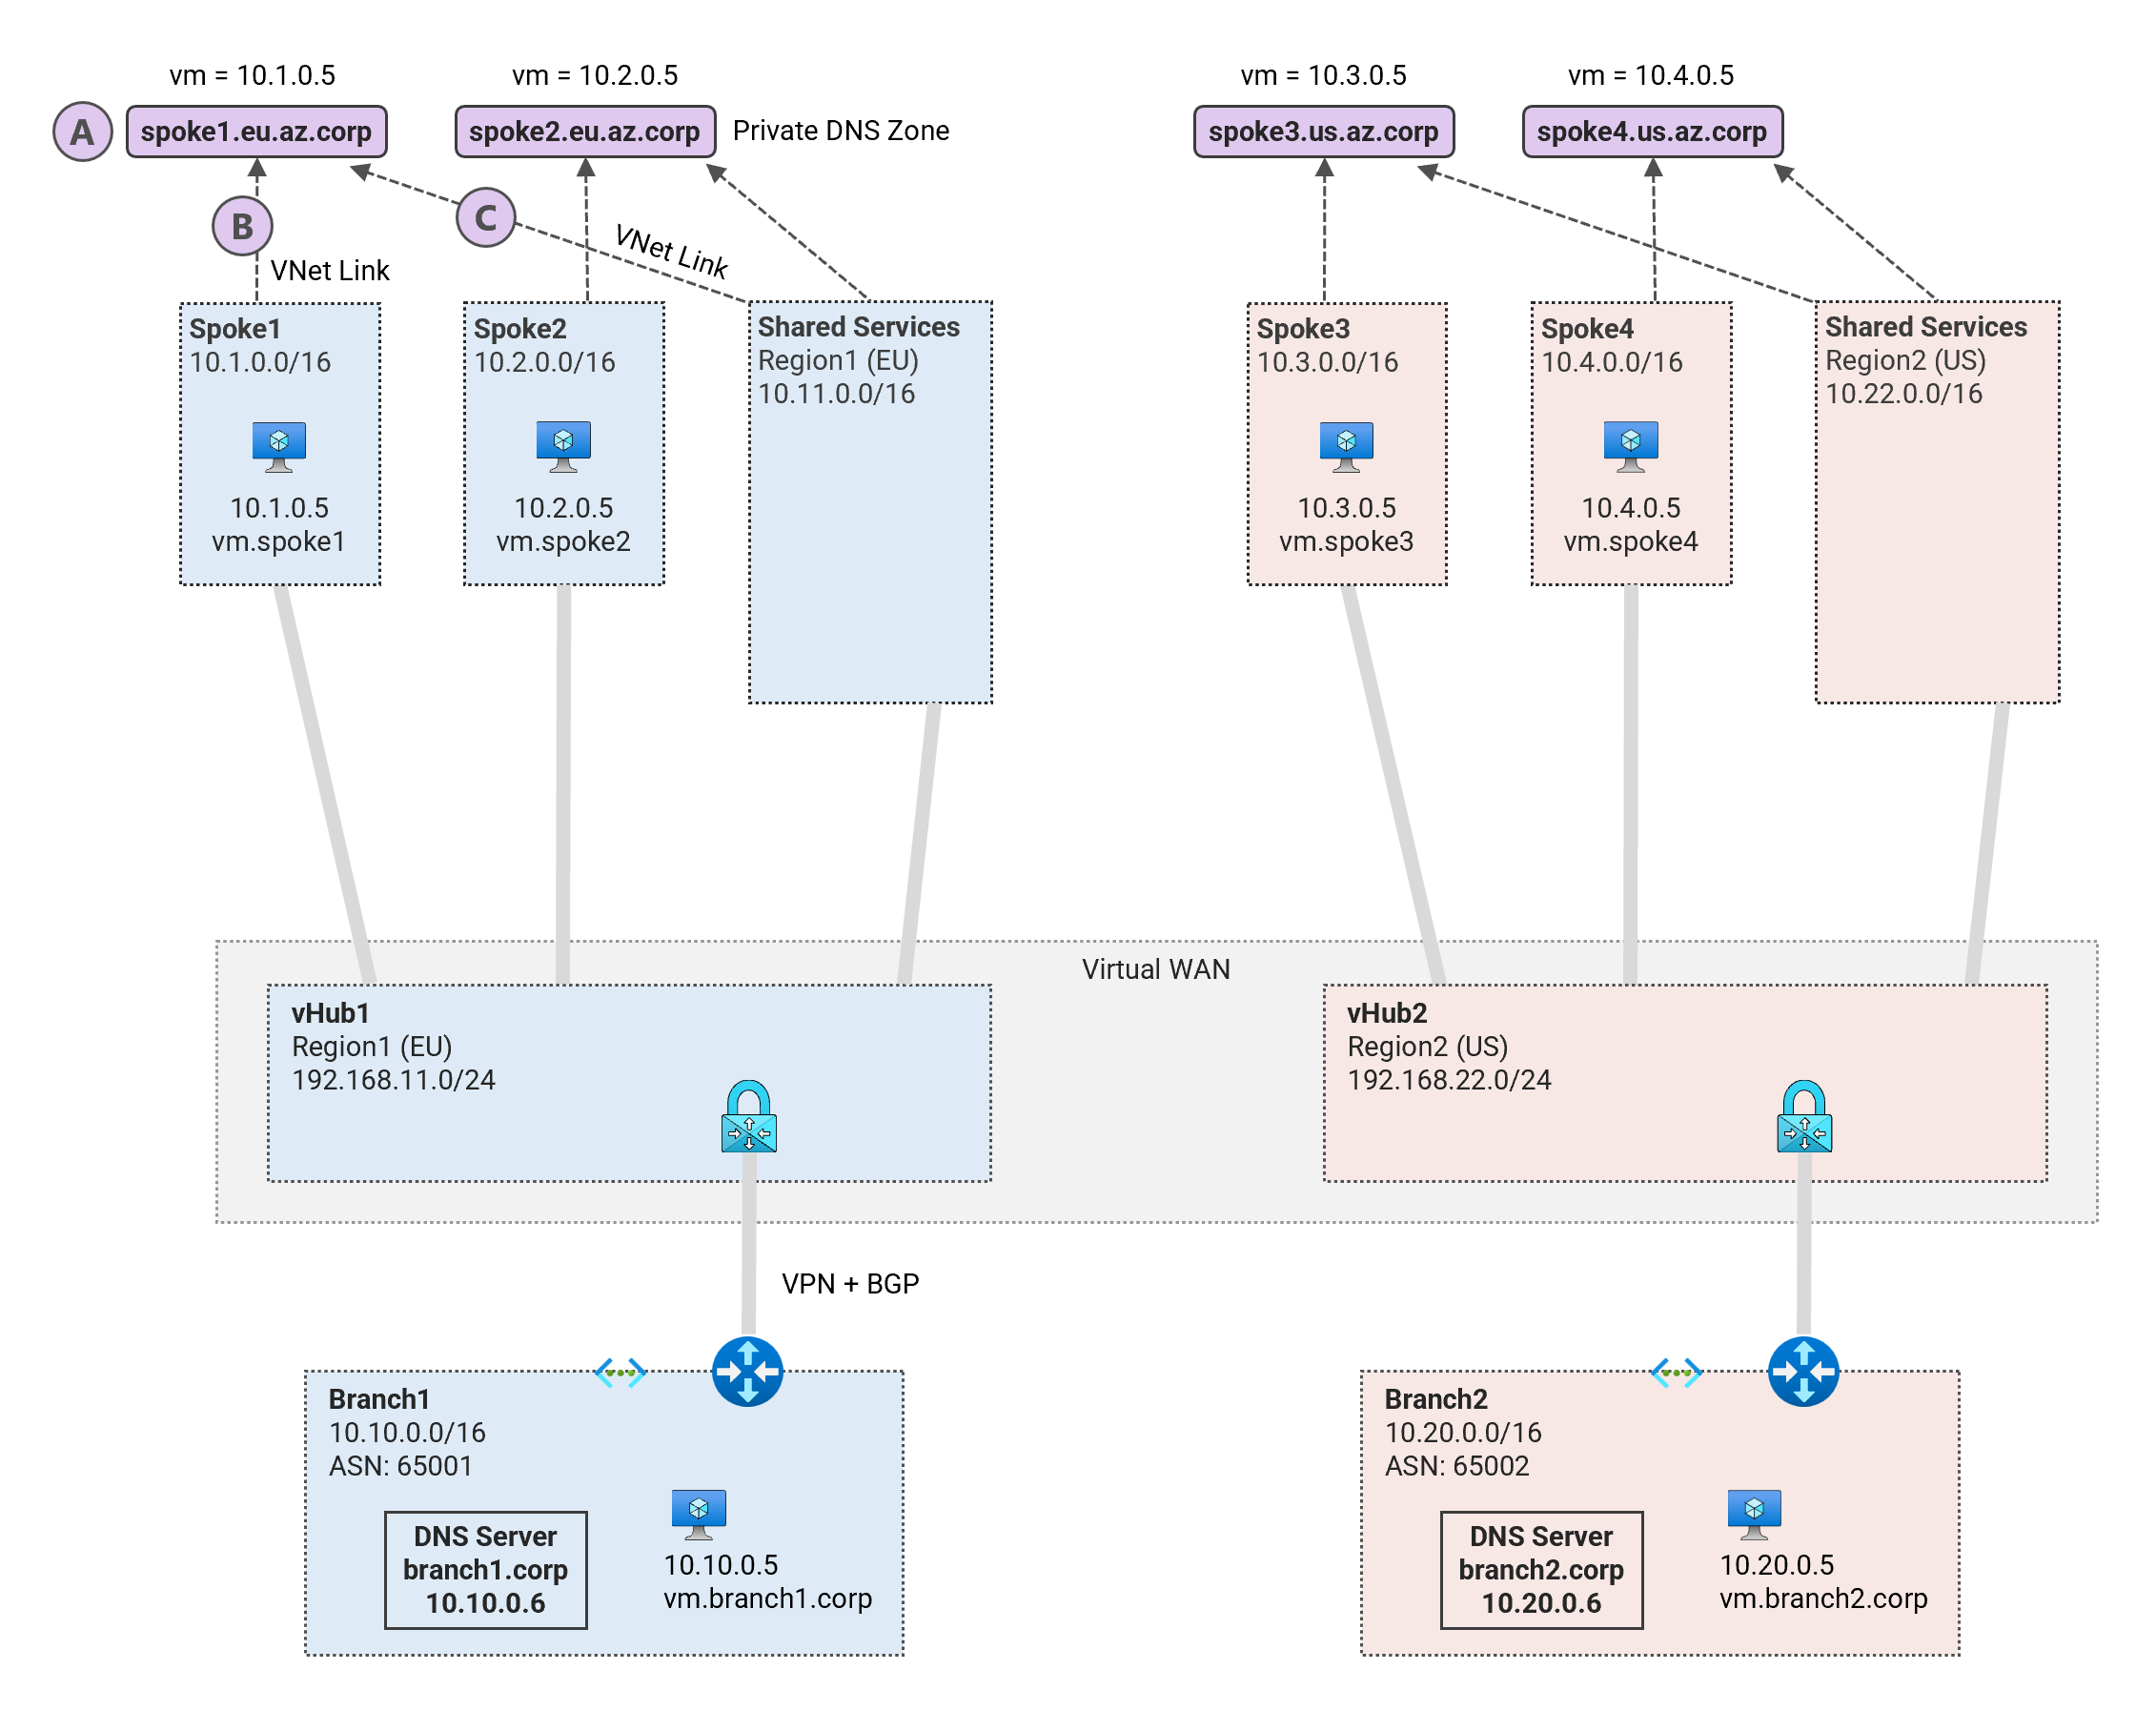 vm = 10.1.0.5
vm = 10.2.0.5
vm = 10.3.0.5
vm = 10.4.0.5
A
spoke1.eu.az.corp
spoke2.eu.az.corp
Private DNS Zone
spoke3.us.az.corp
spoke4.us.az.corp
B
C
VNet Link
VNet Link
Spoke1
10.1.0.0/16
10.1.0.5
vm.spoke1
Spoke2
10.2.0.0/16
10.2.0.5
vm.spoke2
Shared Services
Region1 (EU)
10.11.0.0/16
Spoke3
10.3.0.0/16
10.3.0.5
vm.spoke3
Spoke4
10.4.0.0/16
10.4.0.5
vm.spoke4
Shared Services
Region2 (US)
10.22.0.0/16
Virtual WAN
vHub1
Region1 (EU)
192.168.11.0/24
vHub2
Region2 (US)
192.168.22.0/24
VPN + BGP
Branch1
10.10.0.0/16
ASN: 65001
DNS Server
branch1.corp
10.10.0.6
10.10.0.5
vm.branch1.corp
Branch2
10.20.0.0/16
ASN: 65002
DNS Server
branch2.corp
10.20.0.6
10.20.0.5
vm.branch2.corp